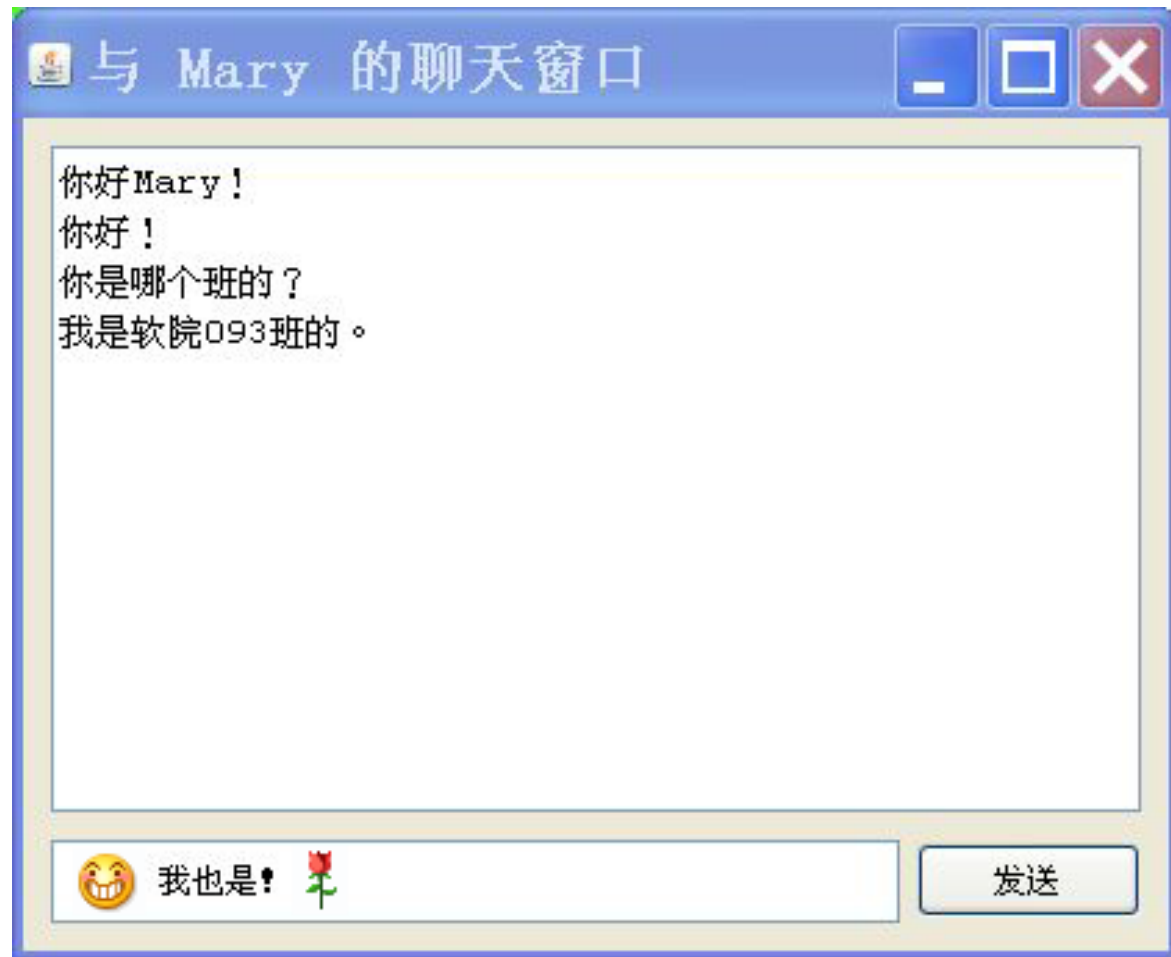 与 Mary 的聊天窗口
你好Mary！
你好！
你是哪个班的？
我是软院093班的。
我也是！
发送